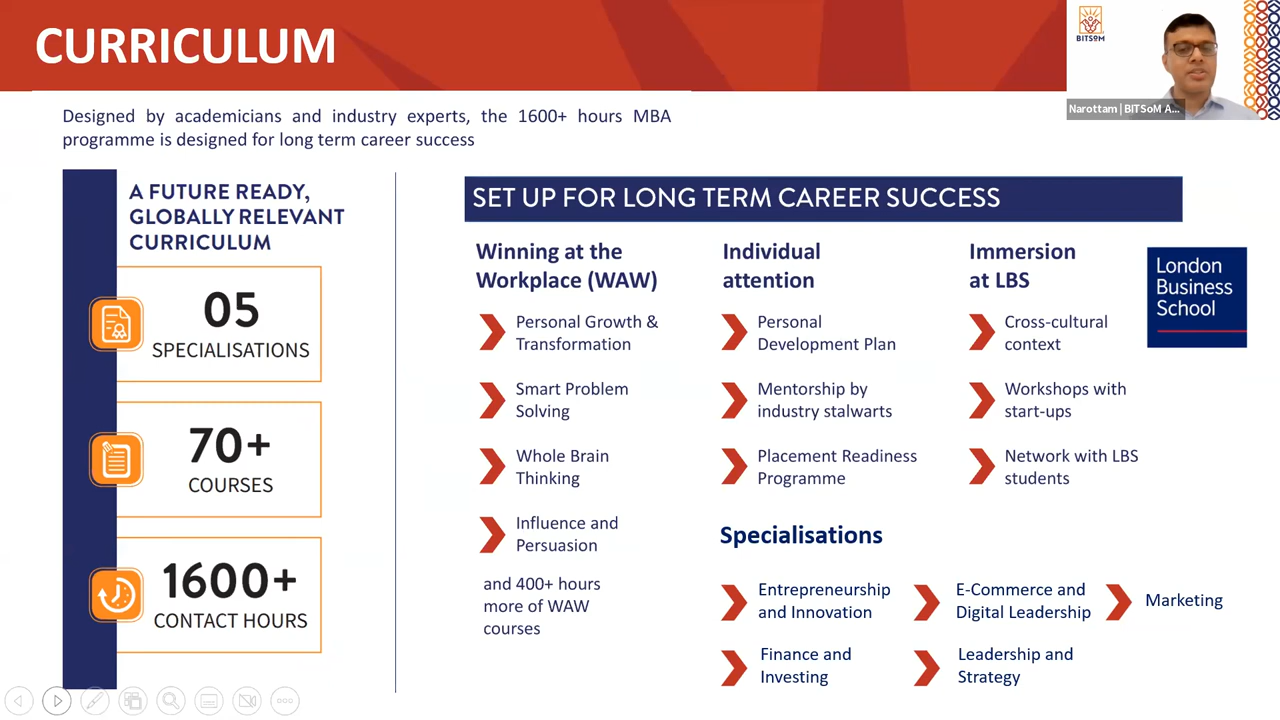 CURRICULUM
BITSoM
Narottam | BITSoM A...
Designed by academicians and industry experts, the 1600+ hours MBA
programme is designed for long term career success
A FUTURE READY,
GLOBALLY RELEVANT
CURRICULUM
05
SPECIALISATIONS
70+
COURSES
1600+
CONTACT HOURS
SET UP FOR LONG TERM CAREER SUCCESS
Winning at the
Workplace (WAW)
Personal Growth &
Transformation
Smart Problem
Solving
Whole Brain
Thinking
Influence and
Persuasion
and 400+ hours
more of WAW
courses
Individual
attention
Personal
Development Plan
Mentorship by
industry stalwarts
Placement Readiness
Programme
Immersion
at LBS
Cross-cultural
context
Workshops with
start-ups
Network with LBS
students
London
Business
School
Specialisations
Entrepreneurship
and Innovation
E-Commerce and
Digital Leadership
Marketing
Finance and
Investing
Leadership and
Strategy